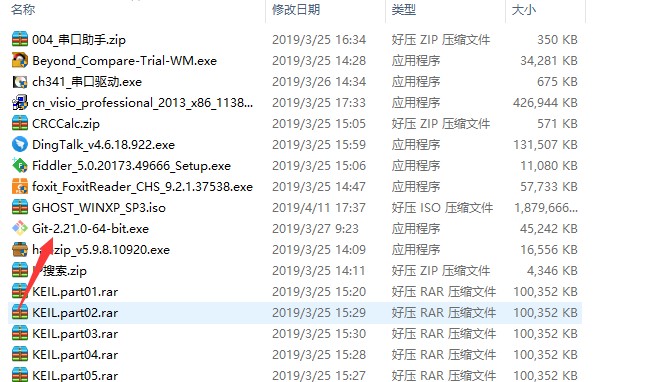 名称 修改日期 类型 大小
004_串口助手.zip 2019/3/25 16:34 好压 ZIP 压缩文件 350 KB
Beyond_Compare-Trial-WM.exe 2019/3/25 14:28 应用程序 34,281 KB
ch341_串口驱动.exe 2019/3/26 14:34 应用程序 675 KB
cn_visio_professional_2013_x86_1138... 2019/3/25 17:33 应用程序 426,944 KB
CRCCalc.zip 2019/3/25 15:05 好压 ZIP 压缩文件 571 KB
DingTalk_v4.6.18.922.exe 2019/3/25 15:59 应用程序 131,507 KB
Fiddler_5.0.20173.49666_Setup.exe 2019/3/25 15:06 应用程序 11,080 KB
foxit_FoxitReader_CHS_9.2.1.37538.exe 2019/3/25 14:47 应用程序 57,733 KB
GHOST_WINXP_SP3.iso 2019/4/11 17:37 好压 ISO 压缩文件 1,879,666...
Git-2.21.0-64-bit.exe 2019/3/27 9:23 应用程序 45,242 KB
2019/3/25 14:09 应用程序 16,556 KB
搜索.zip 2019/3/25 14:11 好压 ZIP 压缩文件 4,346 KB
KEIL.part01.rar 2019/3/25 15:20 好压 RAR 压缩文件 100,352 KB
KEIL.part02.rar 2019/3/25 15:29 好压 RAR 压缩文件 100,352 KB
KEIL.part03.rar 2019/3/25 15:30 好压 RAR 压缩文件 100,352 KB
KEIL.part04.rar 2019/3/25 15:28 好压 RAR 压缩文件 100,352 KB
KEIL.part05.rar 2019/3/25 15:27 好压 RAR 压缩文件 100,352 KB